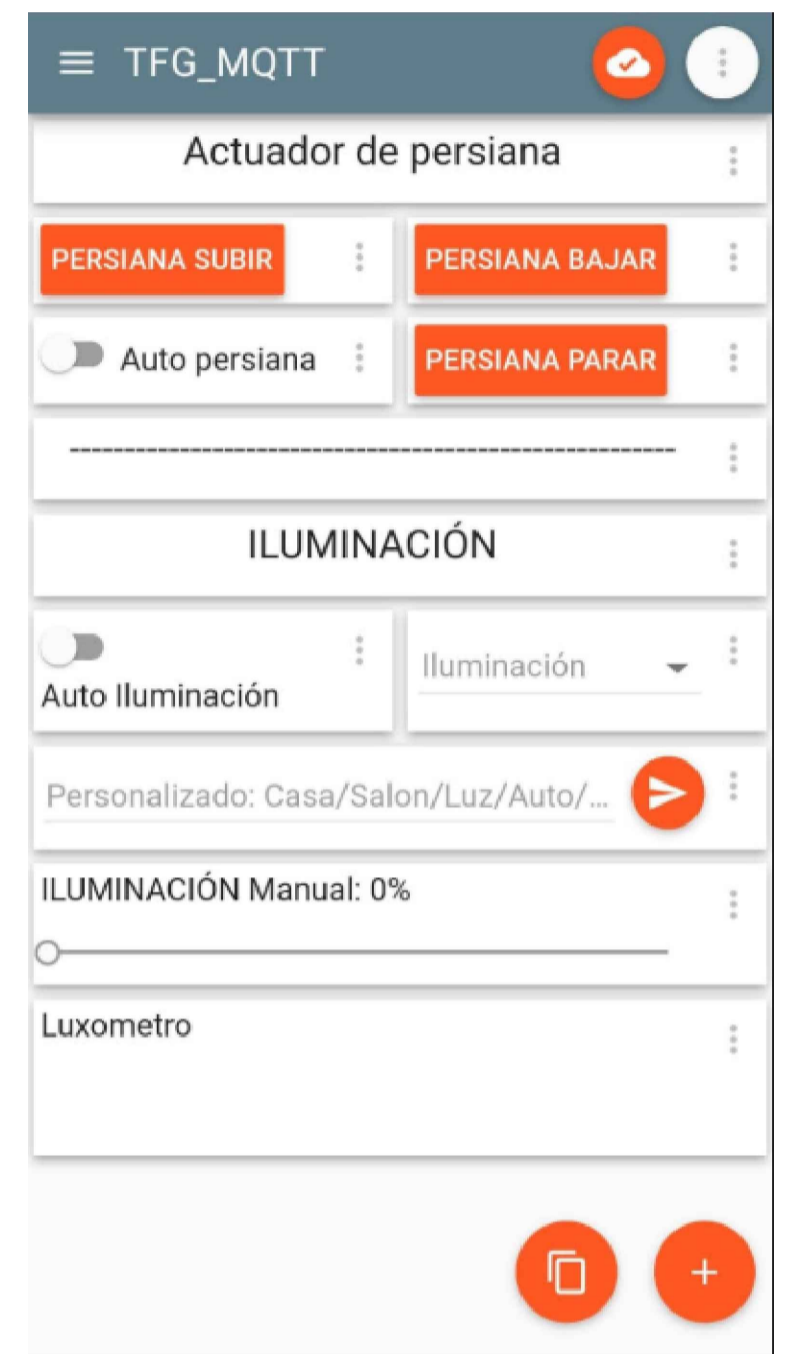 TFG_MQTT
Actuador de persiana
PERSIANA SUBIR
PERSIANA BAJAR
Auto persiana
PERSIANA PARAR
-------------------------------------------------------
ILUMINACIÓN
Auto Iluminación
Iluminación
Personalizado: Casa/Salon/Luz/Auto/...
ILUMINACIÓN Manual: 0%
Luxometro